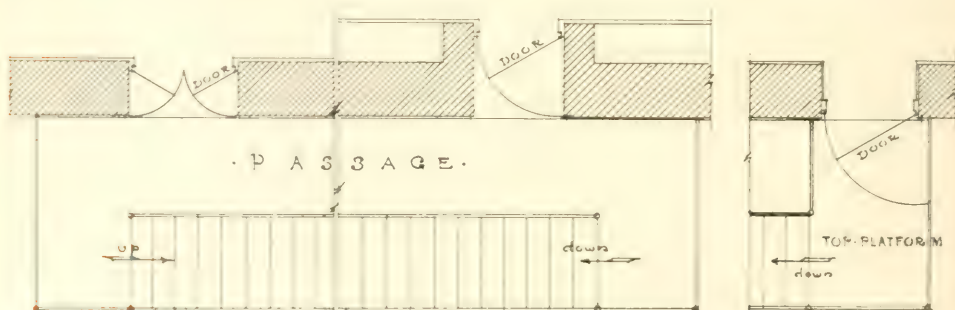 DOOR
DOOR
DOOR
· PASSAGE ·
UP
down
TOP·PLATFORM
down